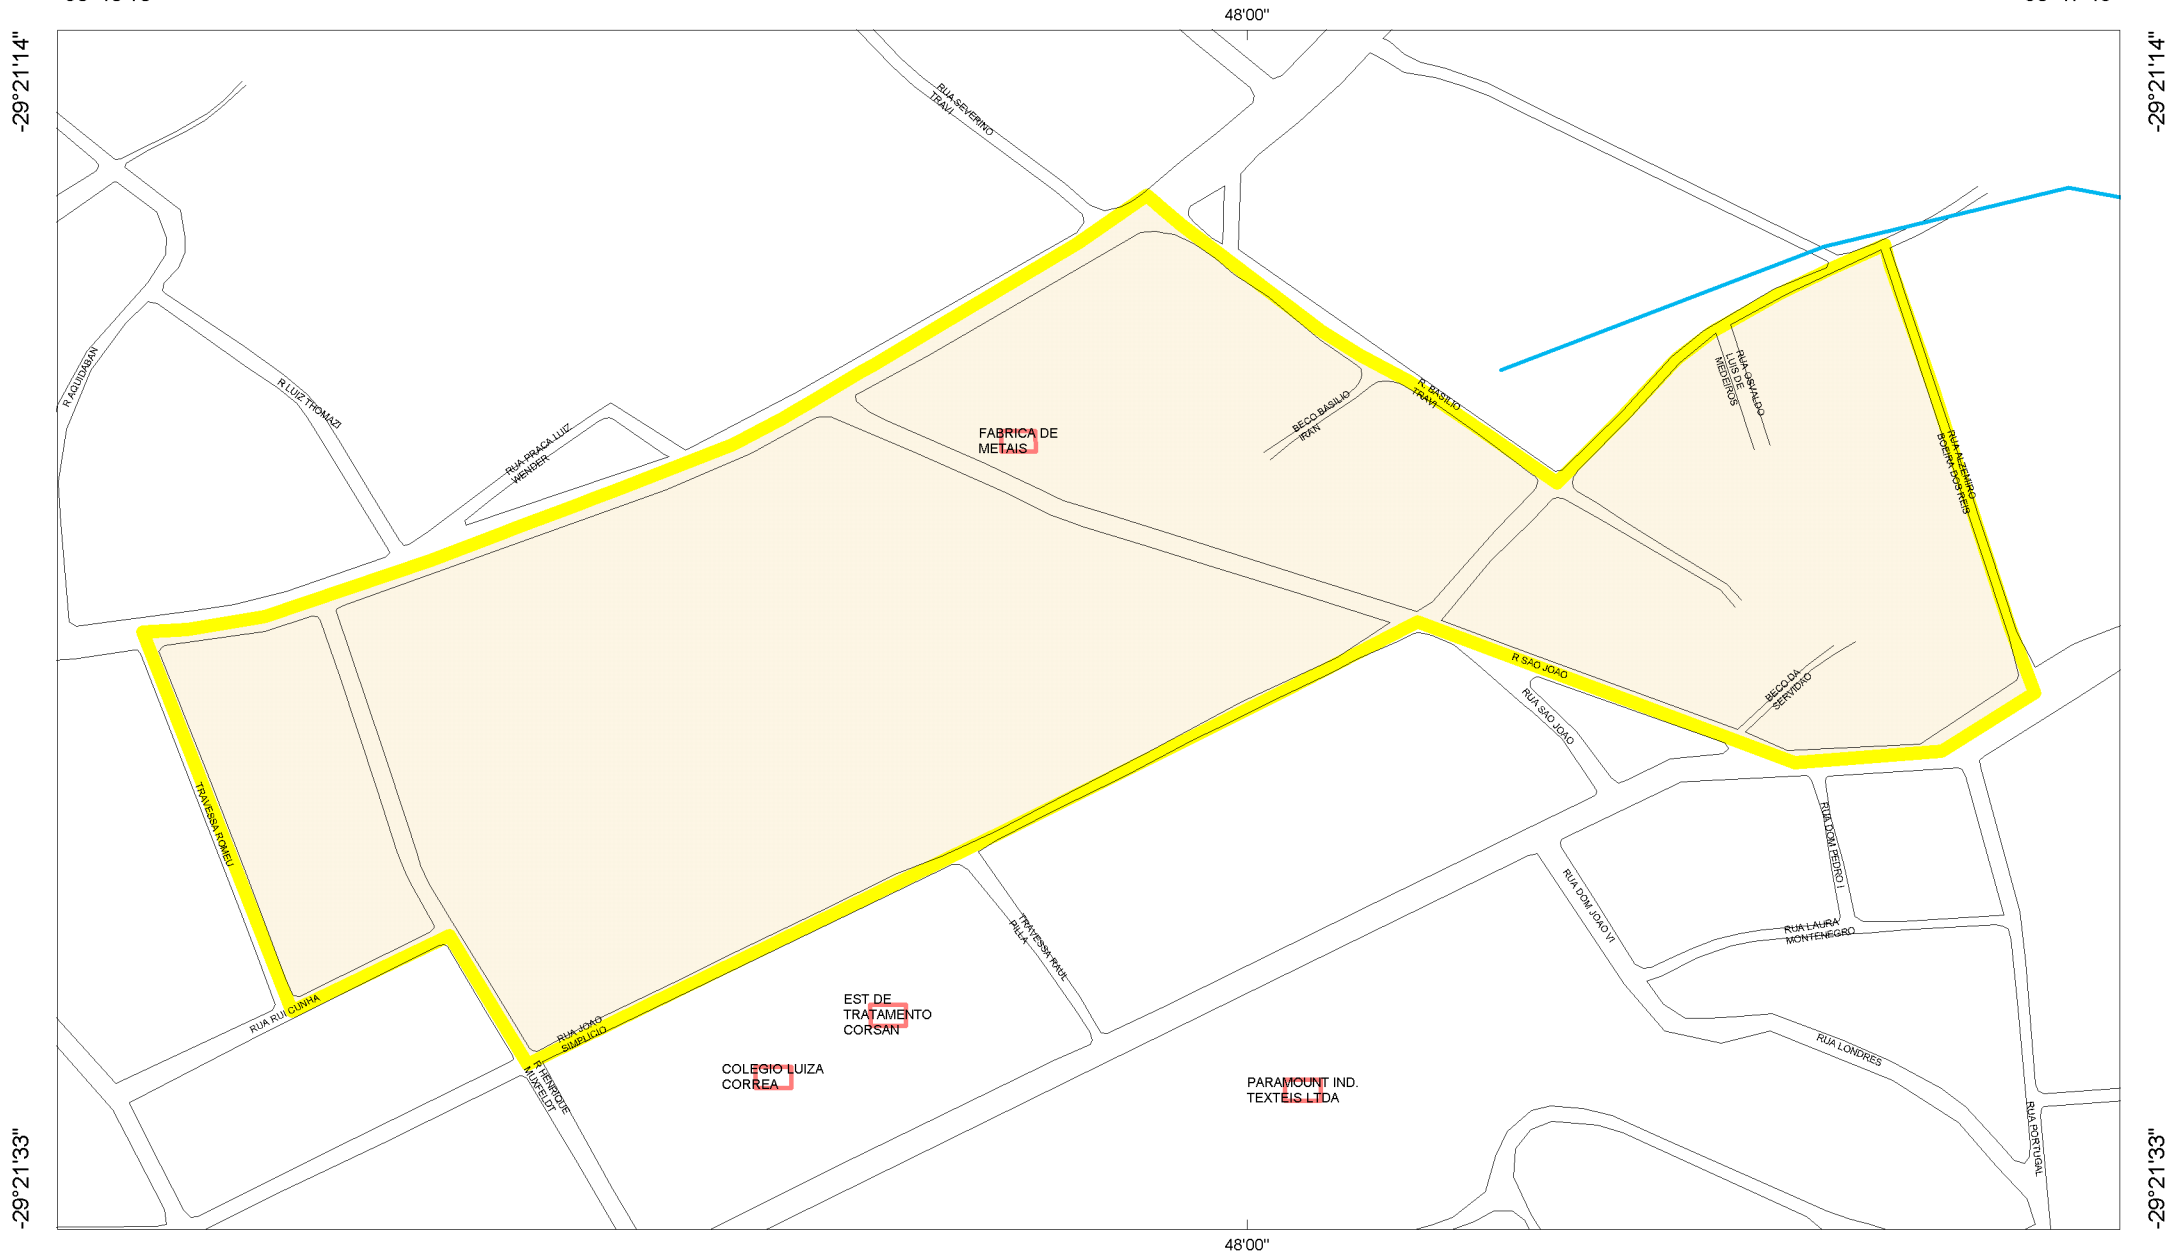 48'00"
-29°21'14"
-29°21'14"
RUA SEVERINO
TRAVI
R AQUIDABAN
R LUIZ THOMAZI
RUA PRACA LUIZ
WENDER
FABRICA DE
METAIS
BECO BASILIO
IRAN
R. BASILIO
TRAVI
RUA OSVALDO
LUIS DE
MEDEIROS
RUA ALZEMIRO
BOEIRA DOS REIS
R SAO JOAO
RUA SAO JOAO
BECO DA
SERVIDAO
TRAVESSA ROMEU
RUA RUI CUNHA
RUA JOAO
SIMPLICIO
R HENRIQUE
MUXFELDT
TRAVESSA RAUL
PILLA
EST DE
TRATAMENTO
CORSAN
COLEGIO LUIZA
CORREA
PARAMOUNT IND.
TEXTEIS LTDA
RUA DOM JOAO VI
RUA DOM PEDRO I
RUA LAURA
MONTENEGRO
RUA LONDRES
RUA PORTUGAL
-29°21'33"
-29°21'33"
48'00"